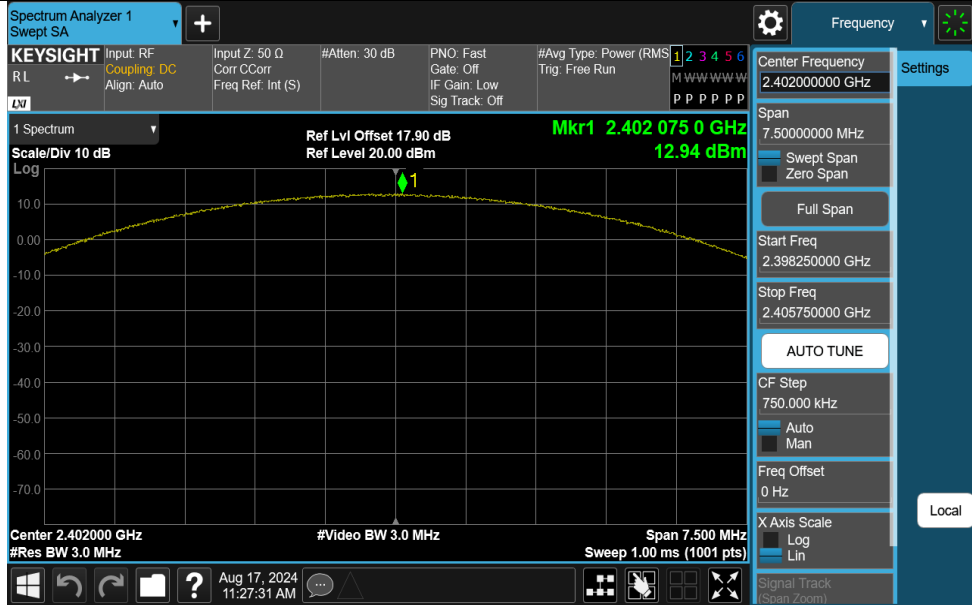 Spectrum Analyzer 1
Swept SA
+
Frequency
KEYSIGHT
R L
LXI
Input: RF
Coupling: DC
Align: Auto
Input Z: 50 Ω
Corr CCorr
Freq Ref: Int (S)
#Atten: 30 dB
PNO: Fast
Gate: Off
IF Gain: Low
Sig Track: Off
#Avg Type: Power (RMS
Trig: Free Run
1 2 3 4 5 6
M W W W W W
P P P P P P
1 Spectrum
Scale/Div 10 dB
Log
Ref Lvl Offset 17.90 dB
Ref Level 20.00 dBm
Mkr1 2.402 075 0 GHz
12.94 dBm
1
10.0
0.00
-10.0
-20.0
-30.0
-40.0
-50.0
-60.0
-70.0
Center 2.402000 GHz
#Video BW 3.0 MHz
Span 7.500 MHz
#Res BW 3.0 MHz
Sweep 1.00 ms (1001 pts)
?
Aug 17, 2024
11:27:31 AM
Center Frequency
2.402000000 GHz
Settings
Span
7.50000000 MHz
Swept Span
Zero Span
Full Span
Start Freq
2.398250000 GHz
Stop Freq
2.405750000 GHz
AUTO TUNE
CF Step
750.000 kHz
Auto
Man
Freq Offset
0 Hz
Local
X Axis Scale
Log
Lin
Signal Track
(Span Zoom)